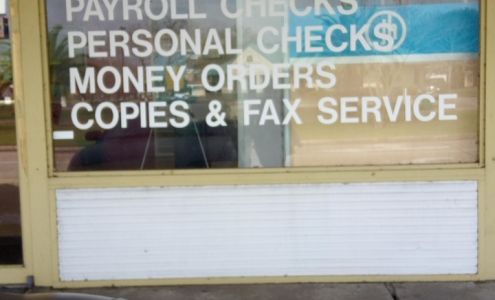 PAYROLL CHECKS
PERSONAL CHECKS
MONEY ORDERS
COPIES & FAX SERVICE